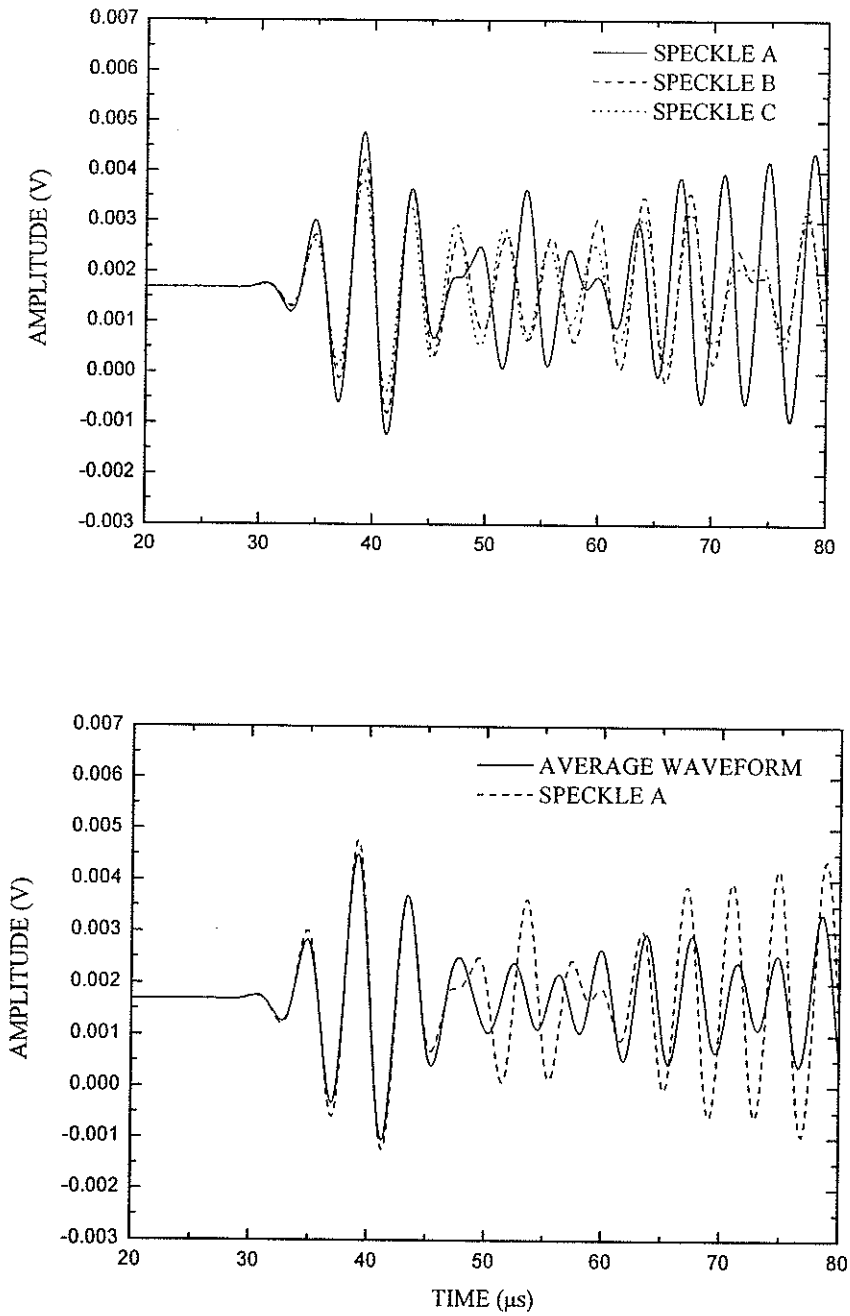 0.007
0.006
0.005
0.004
0.003
0.002
0.001
0.000
-0.001
-0.002
-0.003
AMPLITUDE (V)
SPECKLE A
SPECKLE B
SPECKLE C
20 30 40 50 60 70 80
0.007
0.006
0.005
0.004
0.003
0.002
0.001
0.000
-0.001
-0.002
-0.003
AMPLITUDE (V)
AVERAGE WAVEFORM
SPECKLE A
20 30 40 50 60 70 80
TIME (µs)